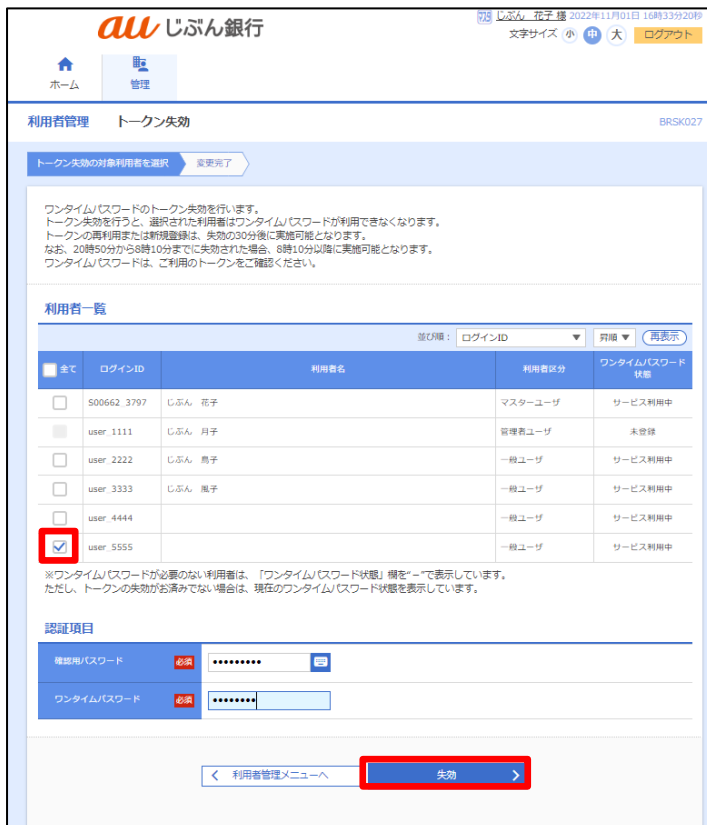 au じぶん銀行
ﾏｽﾀ じぶん 花子 様 2022年11月01日 16時33分20秒
文字サイズ 小 中 大 ログアウト
ホーム 管理
利用者管理 トークン失効 BRSK027
トークン失効の対象利用者を選択 変更完了
ワンタイムパスワードのトークン失効を行います。
トークン失効を行うと、選択された利用者はワンタイムパスワードが利用できなくなります。
トークンの再利用または新規登録は、失効の30分後に実施可能となります。
なお、20時50分から8時10分までに失効された場合、8時10分以降に実施可能となります。
ワンタイムパスワードは、ご利用のトークンをご確認ください。
利用者一覧
並び順： ログインID ▼ 昇順 ▼ 再表示
全て ログインID 利用者名 利用者区分 ワンタイムパスワード
状態
S00662_3797 じぶん 花子 マスターユーザ サービス利用中
user_1111 じぶん 月子 管理者ユーザ 未登録
user_2222 じぶん 鳥子 一般ユーザ サービス利用中
user_3333 じぶん 風子 一般ユーザ サービス利用中
user_4444 一般ユーザ サービス利用中
user_5555 一般ユーザ サービス利用中
※ワンタイムパスワードが必要のない利用者は、「ワンタイムパスワード状態」欄を"－"で表示しています。
ただし、トークンの失効がお済みでない場合は、現在のワンタイムパスワード状態を表示しています。
認証項目
確認用パスワード 必須 •••••••••
ワンタイムパスワード 必須 ••••••••
利用者管理メニューへ 失効